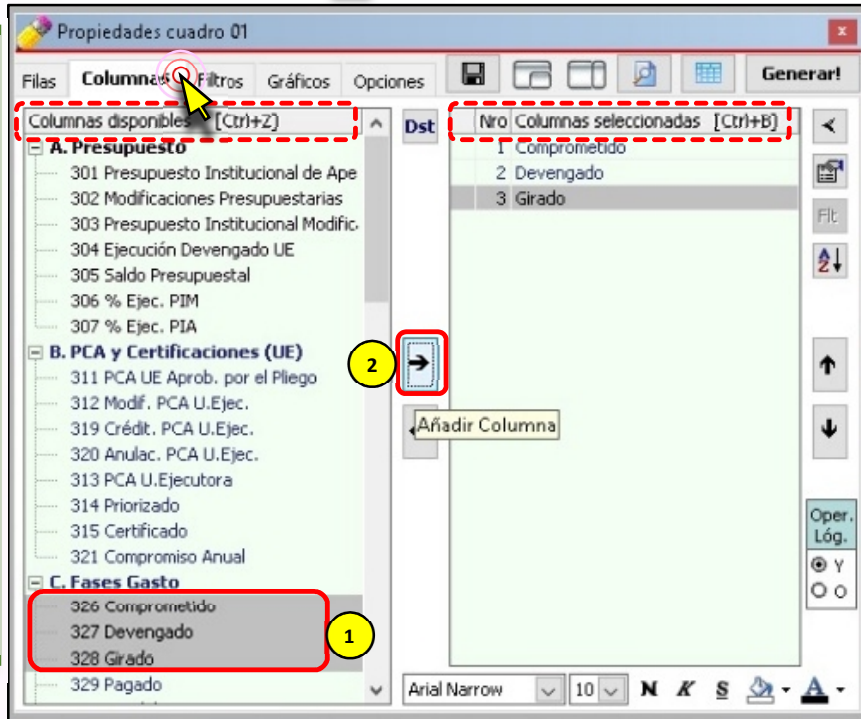 Propiedades cuadro 01
x
Filas Columnas Filtros Gráficos Opciones Generar!
Columnas disponibles [Ctrl+Z]
A. Presupuesto
301 Presupuesto Institucional de Ape
302 Modificaciones Presupuestarias
303 Presupuesto Institucional Modific
304 Ejecución Devengado UE
305 Saldo Presupuestal
306 % Ejec. PIM
307 % Ejec. PIA
B. PCA y Certificaciones (UE)
311 PCA UE Aprob. por el Pliego
312 Modif. PCA U.Ejec.
319 Crédit. PCA U.Ejec.
320 Anulac. PCA U.Ejec.
313 PCA U.Ejecutora
314 Priorizado
315 Certificado
321 Compromiso Anual
C. Fases Gasto
326 Comprometido
327 Devengado
328 Girado
329 Pagado
1
Dst
2
Añadir Columna
Nro Columnas seleccionadas [Ctrl+B]
1 Comprometido
2 Devengado
3 Girado
Flt
A
Z
Oper.
Lóg.
Y
O
Arial Narrow 10 N K S A